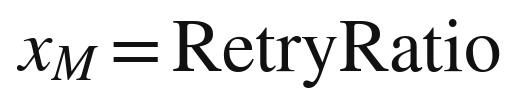 x_M = RetryRatio